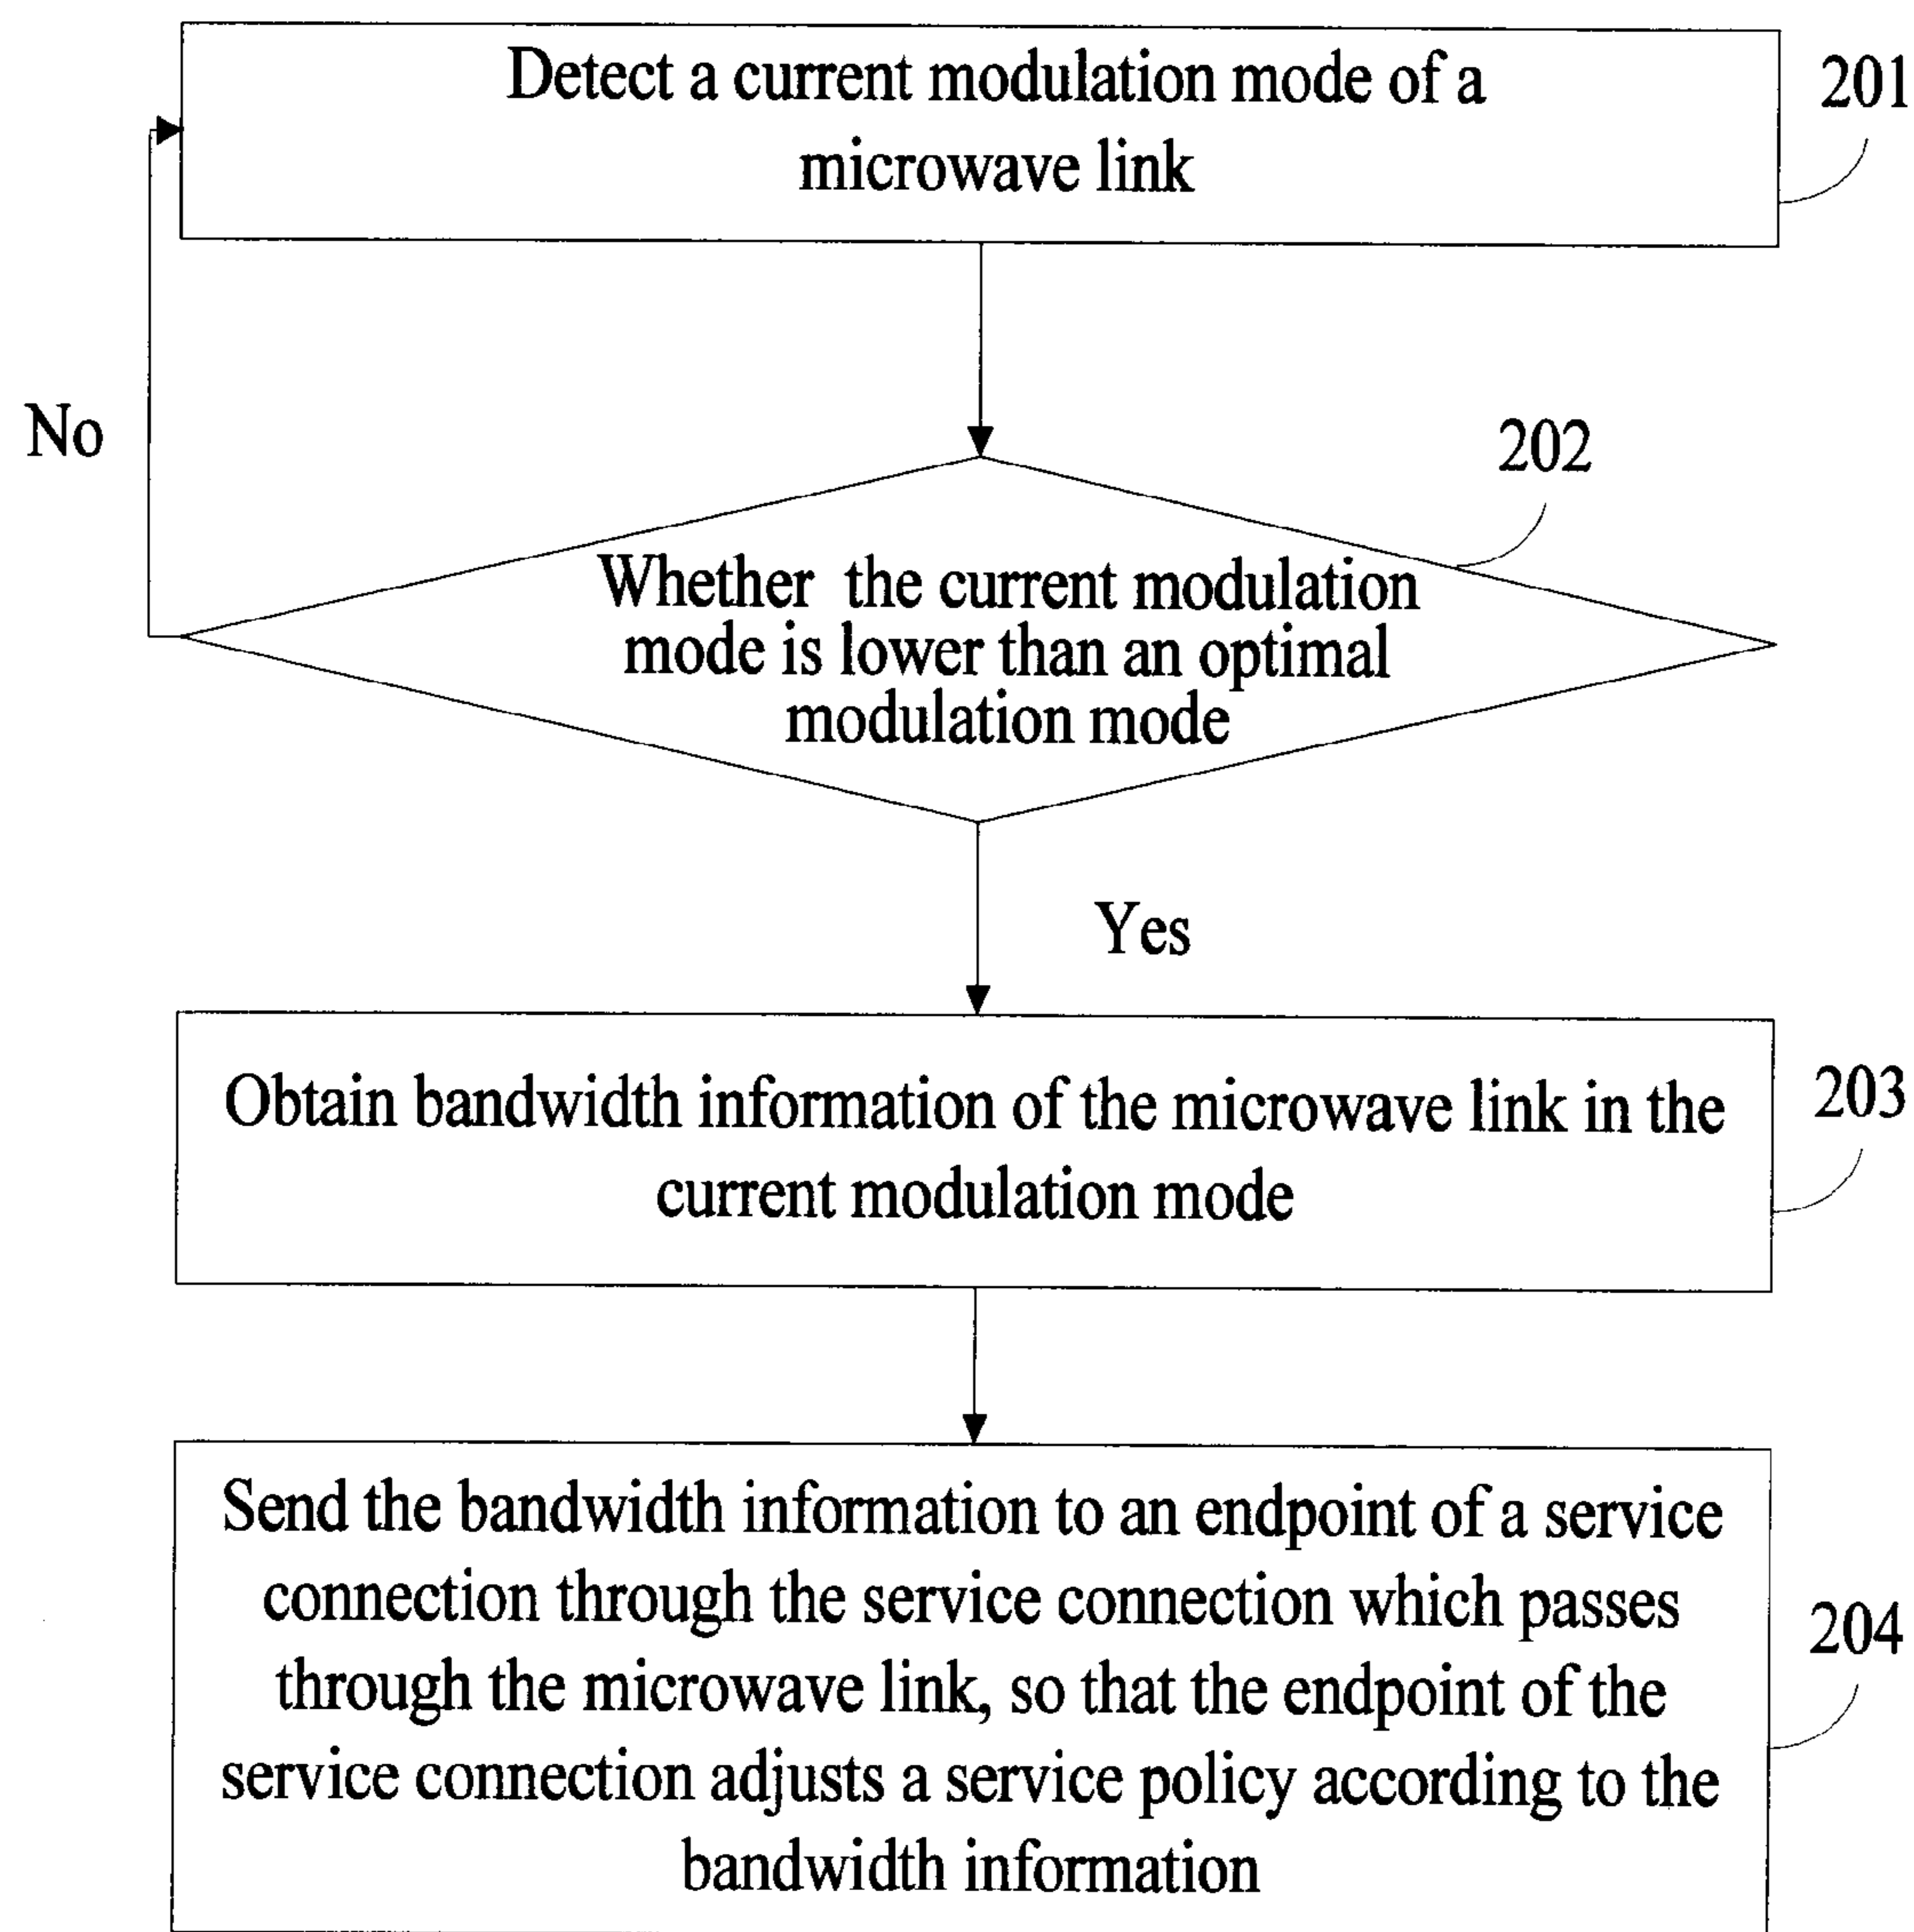 Detect a current modulation mode of a
microwave link
201
No
202
Whether the current modulation
mode is lower than an optimal
modulation mode
Yes
Obtain bandwidth information of the microwave link in the
current modulation mode
203
Send the bandwidth information to an endpoint of a service
connection through the service connection which passes
through the microwave link, so that the endpoint of the
service connection adjusts a service policy according to the
bandwidth information
204